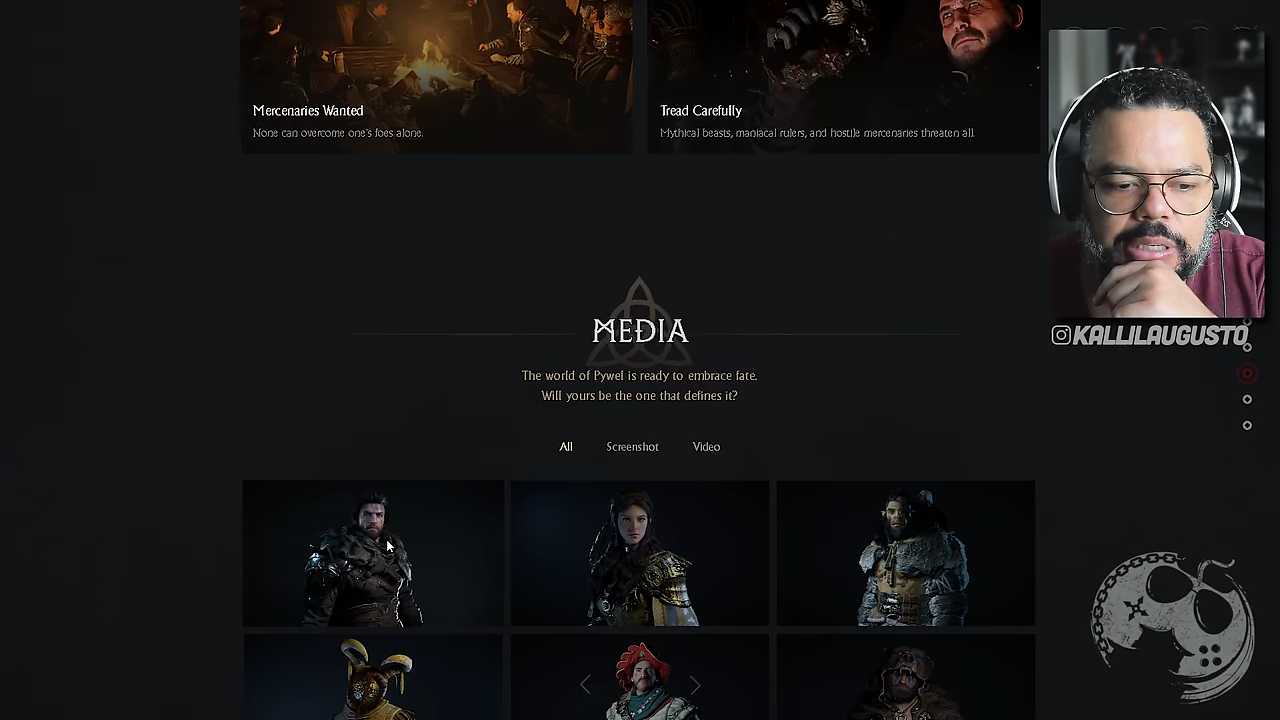 Mercenaries Wanted
None can overcome one's foes alone.
Tread Carefully
Mythical beasts, maniacal rulers, and hostile mercenaries threaten all.
MEDIA
The world of Pywel is ready to embrace fate.
Will yours be the one that defines it?
All
Screenshot
Video
KALLILAUGUSTO